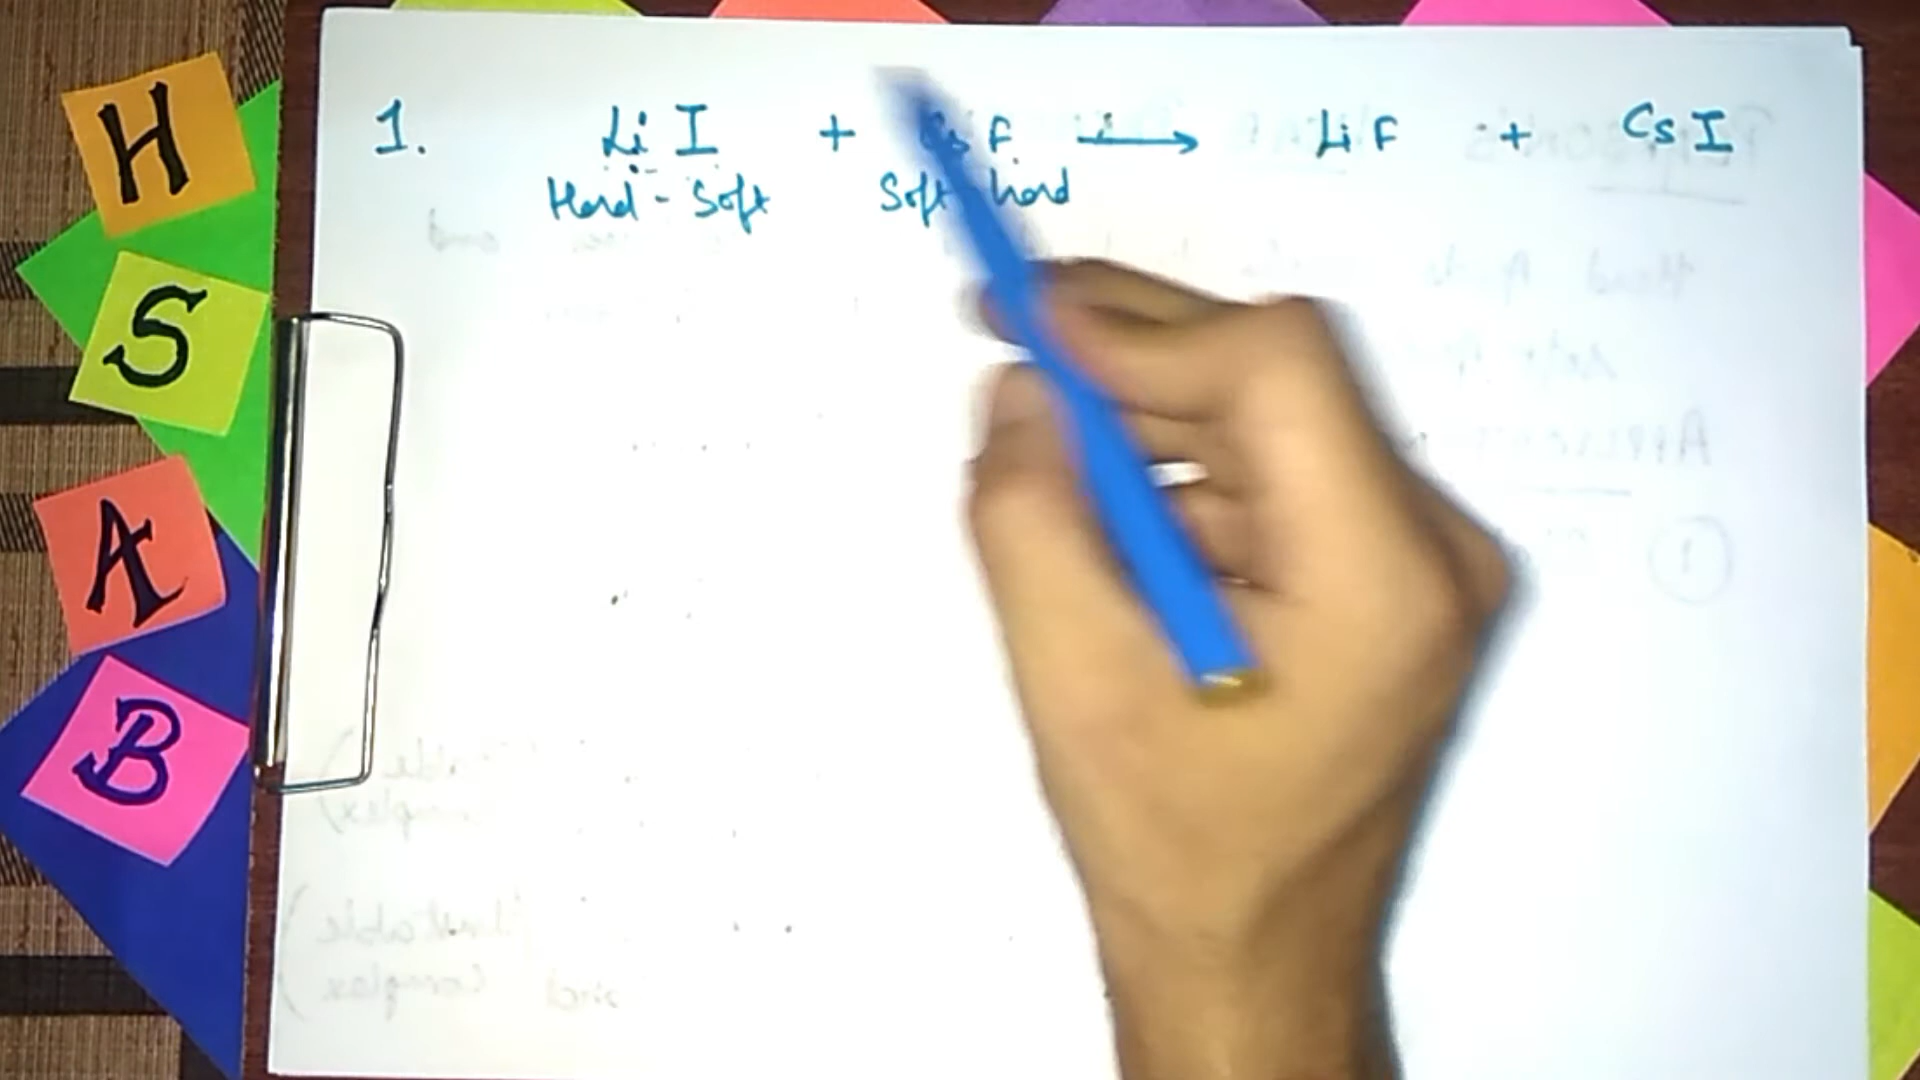 H
S
A
B
1. LiI + CsF → LiF + CsI
Hard - Soft Soft hard